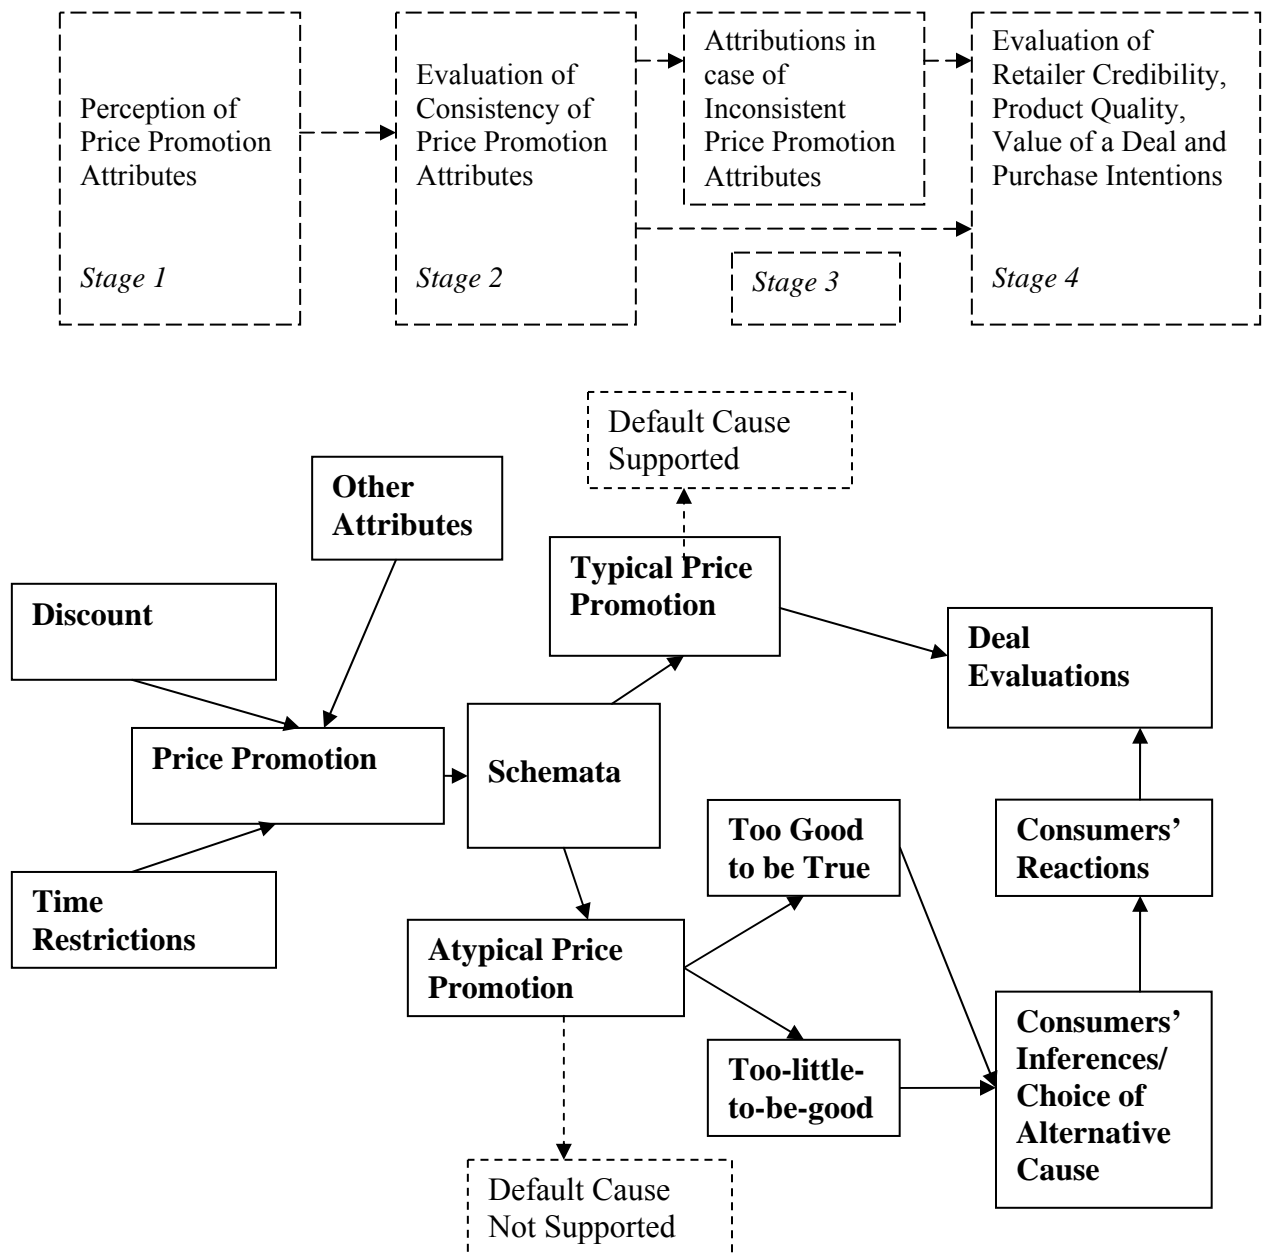 Perception of
Price Promotion
Attributes
Stage 1
Evaluation of
Consistency of
Price Promotion
Attributes
Stage 2
Attributions in
case of
Inconsistent
Price Promotion
Attributes
Stage 3
Evaluation of
Retailer Credibility,
Product Quality,
Value of a Deal and
Purchase Intentions
Stage 4
Default Cause
Supported
Other
Attributes
Typical Price
Promotion
Discount
Deal
Evaluations
Price Promotion
Schemata
Too Good
to be True
Consumers’
Reactions
Time
Restrictions
Atypical Price
Promotion
Too-little-
to-be-good
Consumers’
Inferences/
Choice of
Alternative
Cause
Default Cause
Not Supported